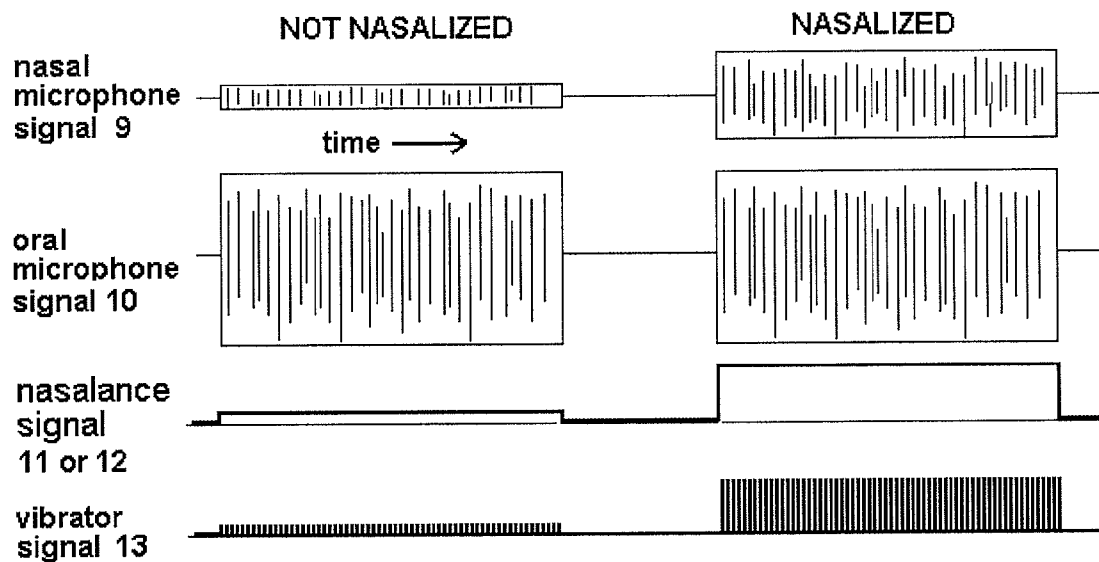 NOT NASALIZED
NASALIZED
nasal
microphone
signal 9
time
oral
microphone
signal 10
nasalance
signal
11 or 12
vibrator
signal 13